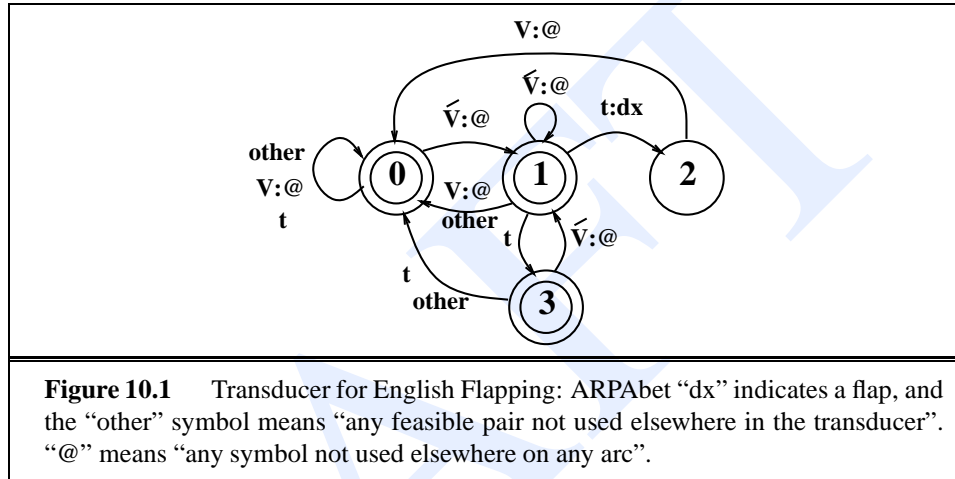 V:@
V́:@
V́:@
t:dx
other
0
1
2
V:@
V:@
t
other
t
V́:@
t
other
3
Figure 10.1 Transducer for English Flapping: ARPAbet “dx” indicates a flap, and
the “other” symbol means “any feasible pair not used elsewhere in the transducer”.
“@” means “any symbol not used elsewhere on any arc”.